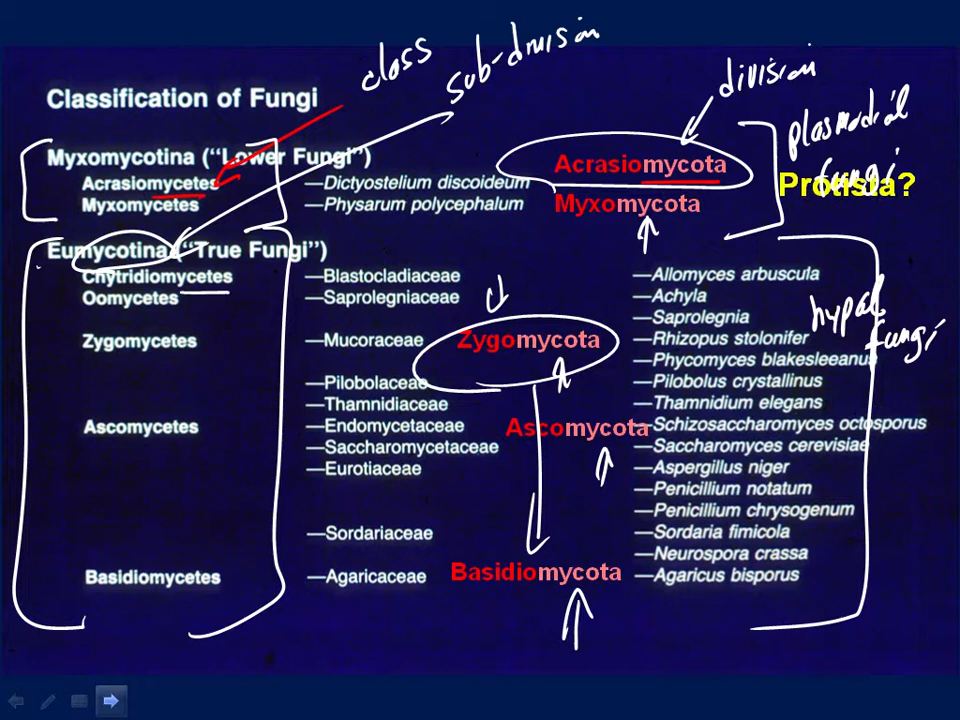 class
sub-division
division
Classification of Fungi
plasmodial
fungi
Myxomycotina ("Lower Fungi")
Acrasiomycota
Acrasiomycetes —Dictyostelium discoideum
Protista?
Myxomycetes —Physarum polycephalum Myxomycota
Eumycotina ("True Fungi")
Chytridiomycetes —Blastocladiaceae —Allomyces arbuscula
Oomycetes —Saprolegniaceae —Achyla
—Saprolegnia
hypal
fungi
Zygomycetes —Mucoraceae Zygomycota —Rhizopus stolonifer
—Phycomyces blakesleeanus
—Pilobolaceae —Pilobolus crystallinus
—Thamnidiaceae —Thamnidium elegans
Ascomycetes —Endomycetaceae Ascomycota —Schizosaccharomyces octosporus
—Saccharomycetaceae —Saccharomyces cerevisiae
—Eurotiaceae —Aspergillus niger
—Penicillium notatum
—Penicillium chrysogenum
—Sordariaceae —Sordaria fimicola
—Neurospora crassa
Basidiomycetes —Agaricaceae Basidiomycota —Agaricus bisporus